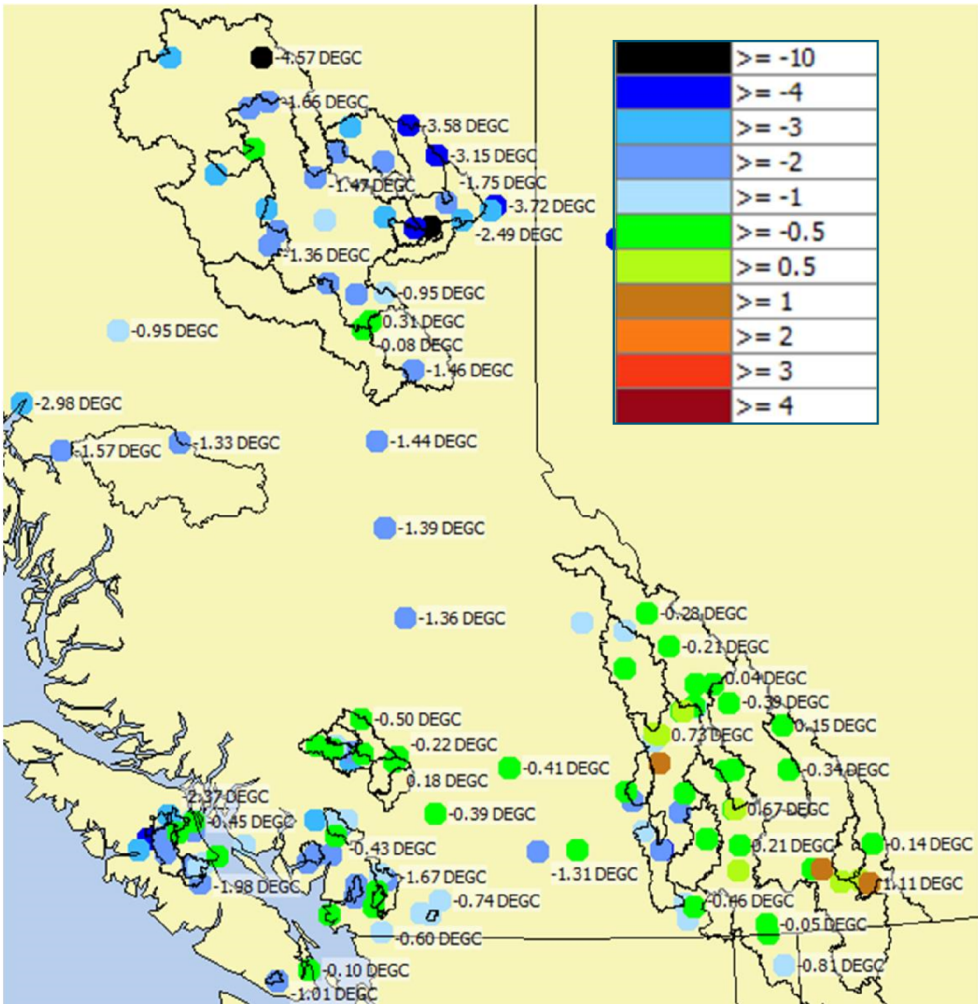 -4.57 DEGC
>= -10
>= -4
-1.66 DEGC
>= -3
-3.58 DEGC
>= -2
-3.15 DEGC
-1.47 DEGC
-1.75 DEGC
>= -1
-3.72 DEGC
>= -0.5
-2.49 DEGC
-1.36 DEGC
>= 0.5
-0.95 DEGC
>= 1
0.31 DEGC
-0.95 DEGC
>= 2
-0.08 DEGC
-1.46 DEGC
>= 3
-2.98 DEGC
>= 4
-1.57 DEGC
-1.33 DEGC
-1.44 DEGC
-1.39 DEGC
-1.36 DEGC
-0.28 DEGC
-0.21 DEGC
0.04 DEGC
-0.39 DEGC
-0.50 DEGC
0.15 DEGC
0.73 DEGC
-0.22 DEGC
-0.41 DEGC
-0.34 DEGC
0.18 DEGC
-2.37 DEGC
-0.39 DEGC
0.67 DEGC
-0.45 DEGC
-0.43 DEGC
0.21 DEGC
-0.14 DEGC
-1.31 DEGC
-1.67 DEGC
1.11 DEGC
-1.98 DEGC
-0.74 DEGC
-0.46 DEGC
-0.05 DEGC
-0.60 DEGC
-0.81 DEGC
-0.10 DEGC
-1.01 DEGC